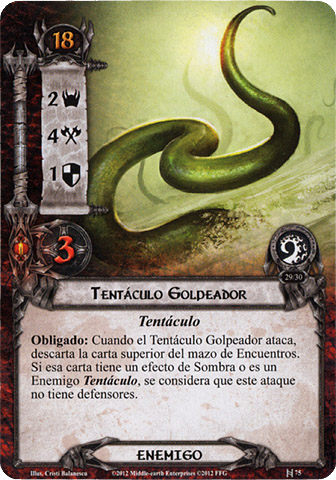 18
2
4
1
3
29:30
Tentáculo Golpeador
Tentáculo
Obligado: Cuando el Tentáculo Golpeador ataca,
descarta la carta superior del mazo de Encuentros.
Si esa carta tiene un efecto de Sombra o es un
Enemigo Tentáculo, se considera que este ataque
no tiene defensores.
ENEMIGO
Illus. Cristi Balanescu ©2012 Middle-earth Enterprises ©2012 FFG 75